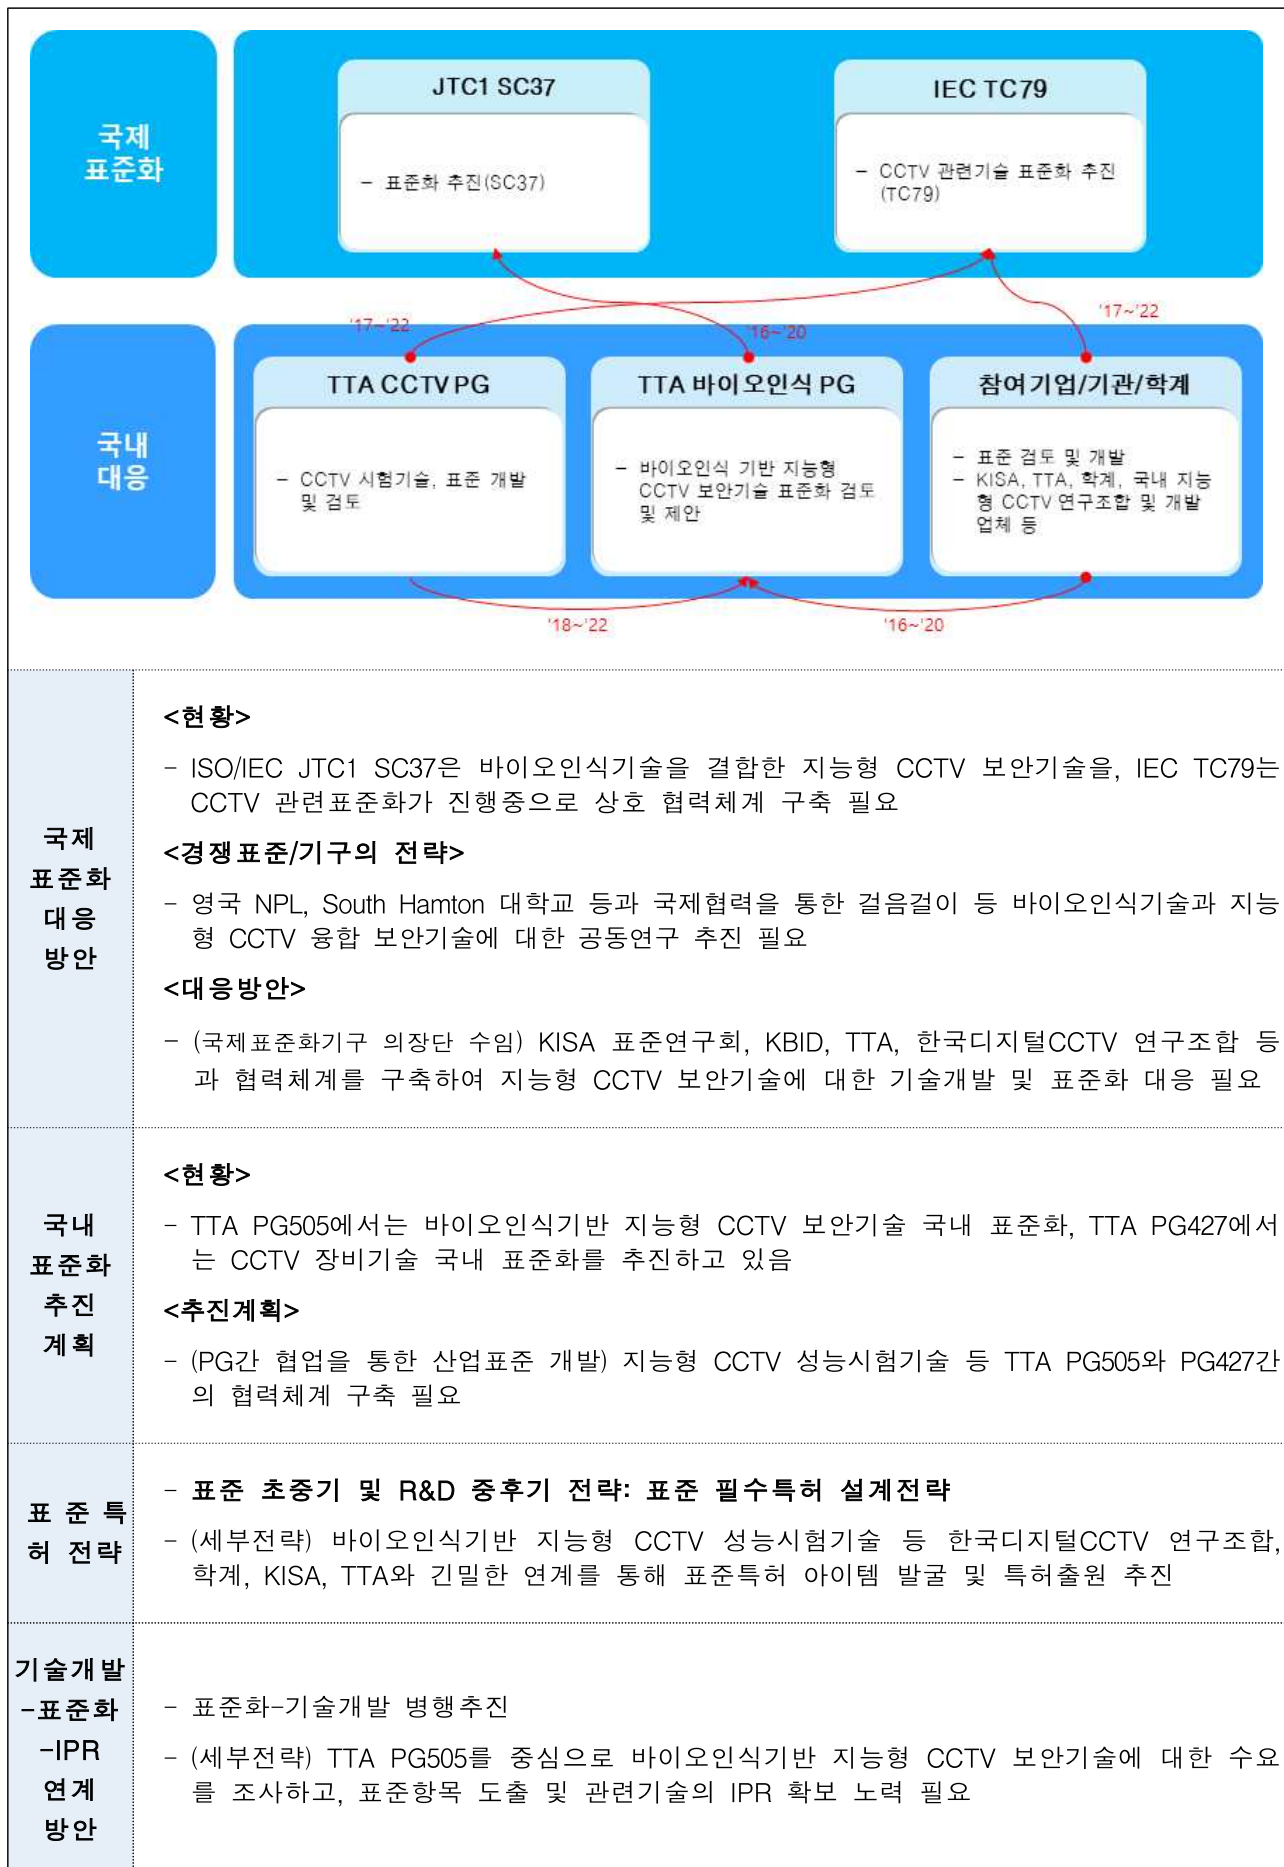 국제
표준화
JTC1 SC37
- 표준화 추진(SC37)
IEC TC79
- CCTV 관련기술 표준화 추진
(TC79)
'17~'22
'16~'20
'17~'22
국내
대응
TTA CCTV PG
- CCTV 시험기술, 표준 개발
및 검토
TTA 바이오인식 PG
- 바이오인식 기반 지능형
CCTV 보안기술 표준화 검토
및 제안
참여기업/기관/학계
- 표준 검토 및 개발
- KISA, TTA, 학계, 국내 지능
형 CCTV 연구조합 및 개발
업체 등
'18~'22
'16~'20
국제
표준화
대응
방안
<현황>
- ISO/IEC JTC1 SC37은 바이오인식기술을 결합한 지능형 CCTV 보안기술을, IEC TC79는
CCTV 관련표준화가 진행중으로 상호 협력체계 구축 필요
<경쟁표준/기구의 전략>
- 영국 NPL, South Hamton 대학교 등과 국제협력을 통한 걸음걸이 등 바이오인식기술과 지능
형 CCTV 융합 보안기술에 대한 공동연구 추진 필요
<대응방안>
- (국제표준화기구 의장단 수임) KISA 표준연구회, KBID, TTA, 한국디지털CCTV 연구조합 등
과 협력체계를 구축하여 지능형 CCTV 보안기술에 대한 기술개발 및 표준화 대응 필요
국내
표준화
추진
계획
<현황>
- TTA PG505에서는 바이오인식기반 지능형 CCTV 보안기술 국내 표준화, TTA PG427에서
는 CCTV 장비기술 국내 표준화를 추진하고 있음
<추진계획>
- (PG간 협업을 통한 산업표준 개발) 지능형 CCTV 성능시험기술 등 TTA PG505와 PG427간
의 협력체계 구축 필요
표 준 특
허 전략
- 표준 초중기 및 R&D 중후기 전략: 표준 필수특허 설계전략
- (세부전략) 바이오인식기반 지능형 CCTV 성능시험기술 등 한국디지털CCTV 연구조합,
학계, KISA, TTA와 긴밀한 연계를 통해 표준특허 아이템 발굴 및 특허출원 추진
기술개발
-표준화
-IPR
연계
방안
- 표준화-기술개발 병행추진
- (세부전략) TTA PG505를 중심으로 바이오인식기반 지능형 CCTV 보안기술에 대한 수요
를 조사하고, 표준항목 도출 및 관련기술의 IPR 확보 노력 필요